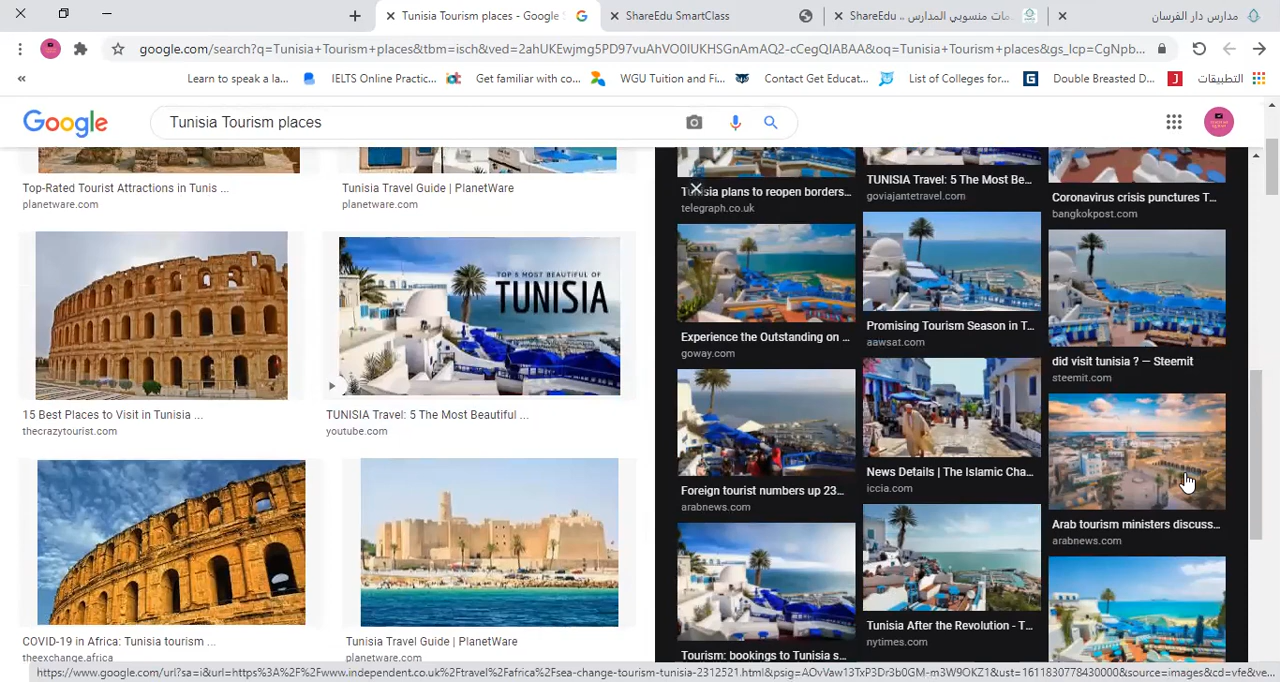 Tunisia Tourism places - Google S
ShareEdu SmartClass
ShareEdu .. خدمات منسوبي المدارس
مدارس دار الفرسان
google.com/search?q=Tunisia+Tourism+places&tbm=isch&ved=2ahUKEwjmg5PD97vuAhVO0IUKHSGnAmAQ2-cCegQIABAA&oq=Tunisia+Tourism+places&gs_lcp=CgNpb...
«
Learn to speak a la...
IELTS Online Practic...
Get familiar with co...
WGU Tuition and Fi...
Contact Get Educat...
List of Colleges for...
Double Breasted D...
التطبيقات
Google
Tunisia Tourism places
Top-Rated Tourist Attractions in Tunis ...
planetware.com
Tunisia Travel Guide | PlanetWare
planetware.com
15 Best Places to Visit in Tunisia ...
thecrazytourist.com
TOP 5 MOST BEAUTIFUL OF
TUNISIA
TUNISIA Travel: 5 The Most Beautiful ...
youtube.com
COVID-19 in Africa: Tunisia tourism ...
theexchange.africa
Tunisia Travel Guide | PlanetWare
planetware.com
Tunisia plans to reopen borders...
telegraph.co.uk
Experience the Outstanding on ...
goway.com
Foreign tourist numbers up 23...
arabnews.com
Tourism: bookings to Tunisia s...
TUNISIA Travel: 5 The Most Be...
goviajantetravel.com
Promising Tourism Season in T...
aawsat.com
News Details | The Islamic Cha...
iccia.com
Tunisia After the Revolution - T...
nytimes.com
Coronavirus crisis punctures T...
bangkokpost.com
did visit tunisia ? — Steemit
steemit.com
Arab tourism ministers discuss...
arabnews.com
https://www.google.com/url?sa=i&url=https%3A%2F%2Fwww.independent.co.uk%2Ftravel%2Fafrica%2Fsea-change-tourism-tunisia-2312521.html&psig=AOvVaw13TxP3Dr3b0GM-m3W9OKZ1&ust=1611830778430000&source=images&cd=vfe&ve...